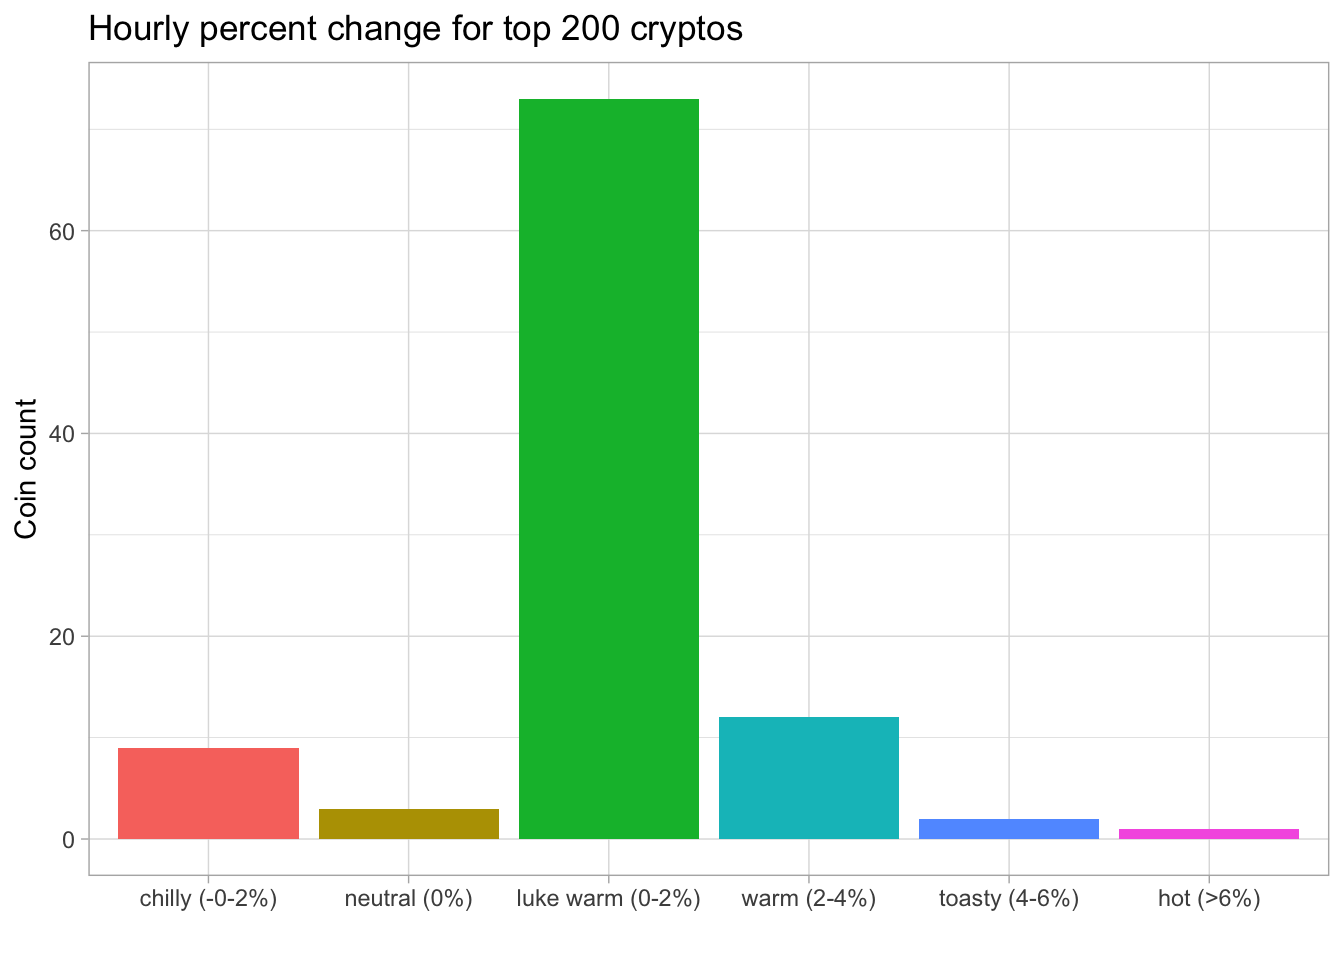 Hourly percent change for top 200 cryptos
Coin count
60
40
20
0
chilly (-0-2%)
neutral (0%)
luke warm (0-2%)
warm (2-4%)
toasty (4-6%)
hot (>6%)